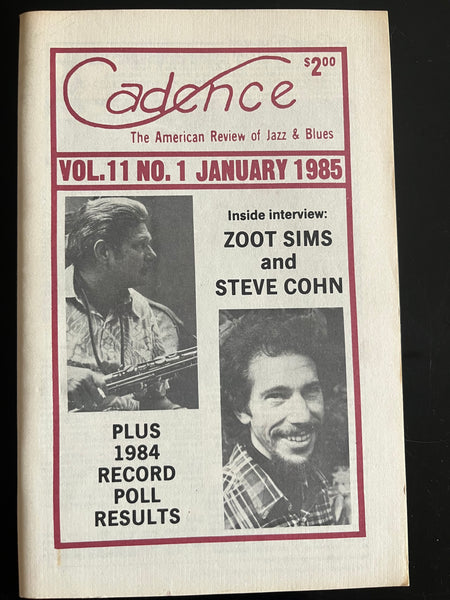 $2.00
Cadence
The American Review of Jazz & Blues
VOL.11 NO. 1 JANUARY 1985
Inside interview:
ZOOT SIMS
and
STEVE COHN
PLUS
1984
RECORD
POLL
RESULTS